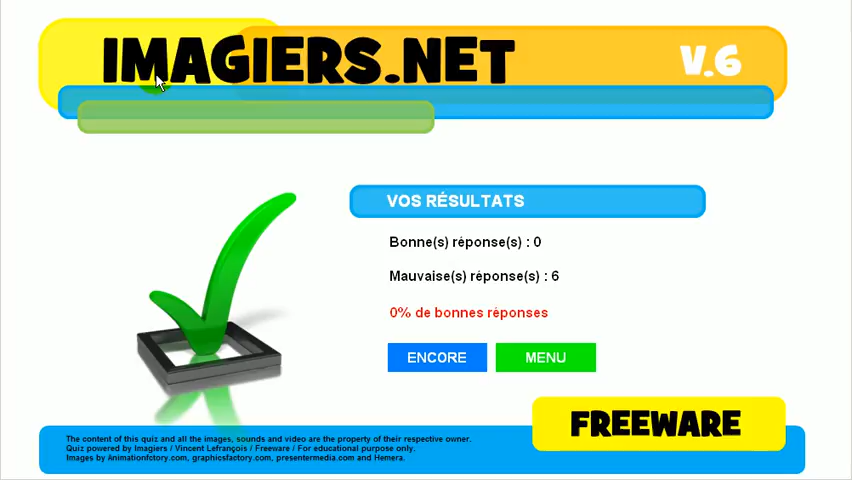 IMAGIERS.NET
V.6
VOS RÉSULTATS
Bonne(s) réponse(s) : 0
Mauvaise(s) réponse(s) : 6
0% de bonnes réponses
ENCORE
MENU
FREEWARE
The content of this quiz and all the images, sounds and video are the property of their respective owner.
Quiz powered by Imagiers / Vincent Lefrançois / Freeware / For educational purpose only.
Images by Animationfctory.com, graphicsfactory.com, presentermedia.com and Hemera.